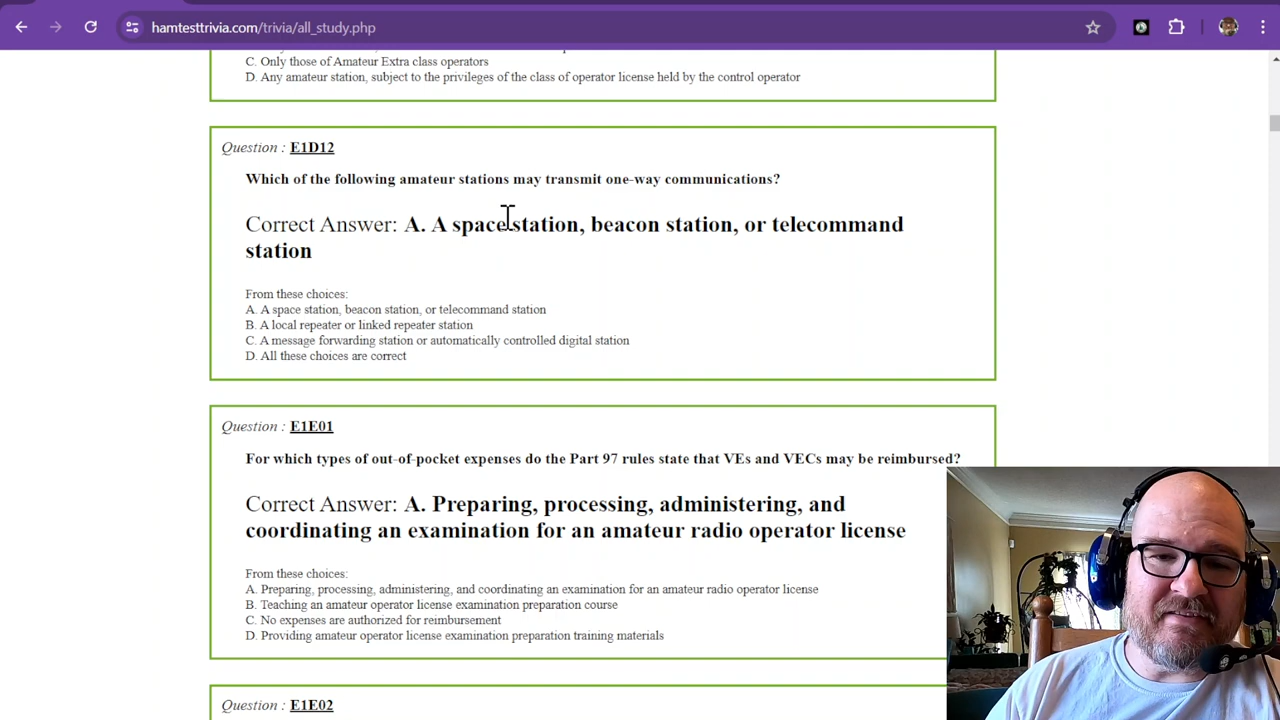 hamtesttrivia.com/trivia/all_study.php
C. Only those of Amateur Extra class operators
D. Any amateur station, subject to the privileges of the class of operator license held by the control operator
Question : E1D12
Which of the following amateur stations may transmit one-way communications?
Correct Answer: A. A space station, beacon station, or telecommand
station
From these choices:
A. A space station, beacon station, or telecommand station
B. A local repeater or linked repeater station
C. A message forwarding station or automatically controlled digital station
D. All these choices are correct
Question : E1E01
For which types of out-of-pocket expenses do the Part 97 rules state that VEs and VECs may be reimbursed?
Correct Answer: A. Preparing, processing, administering, and
coordinating an examination for an amateur radio operator license
From these choices:
A. Preparing, processing, administering, and coordinating an examination for an amateur radio operator license
B. Teaching an amateur operator license examination preparation course
C. No expenses are authorized for reimbursement
D. Providing amateur operator license examination preparation training materials
Question : E1E02